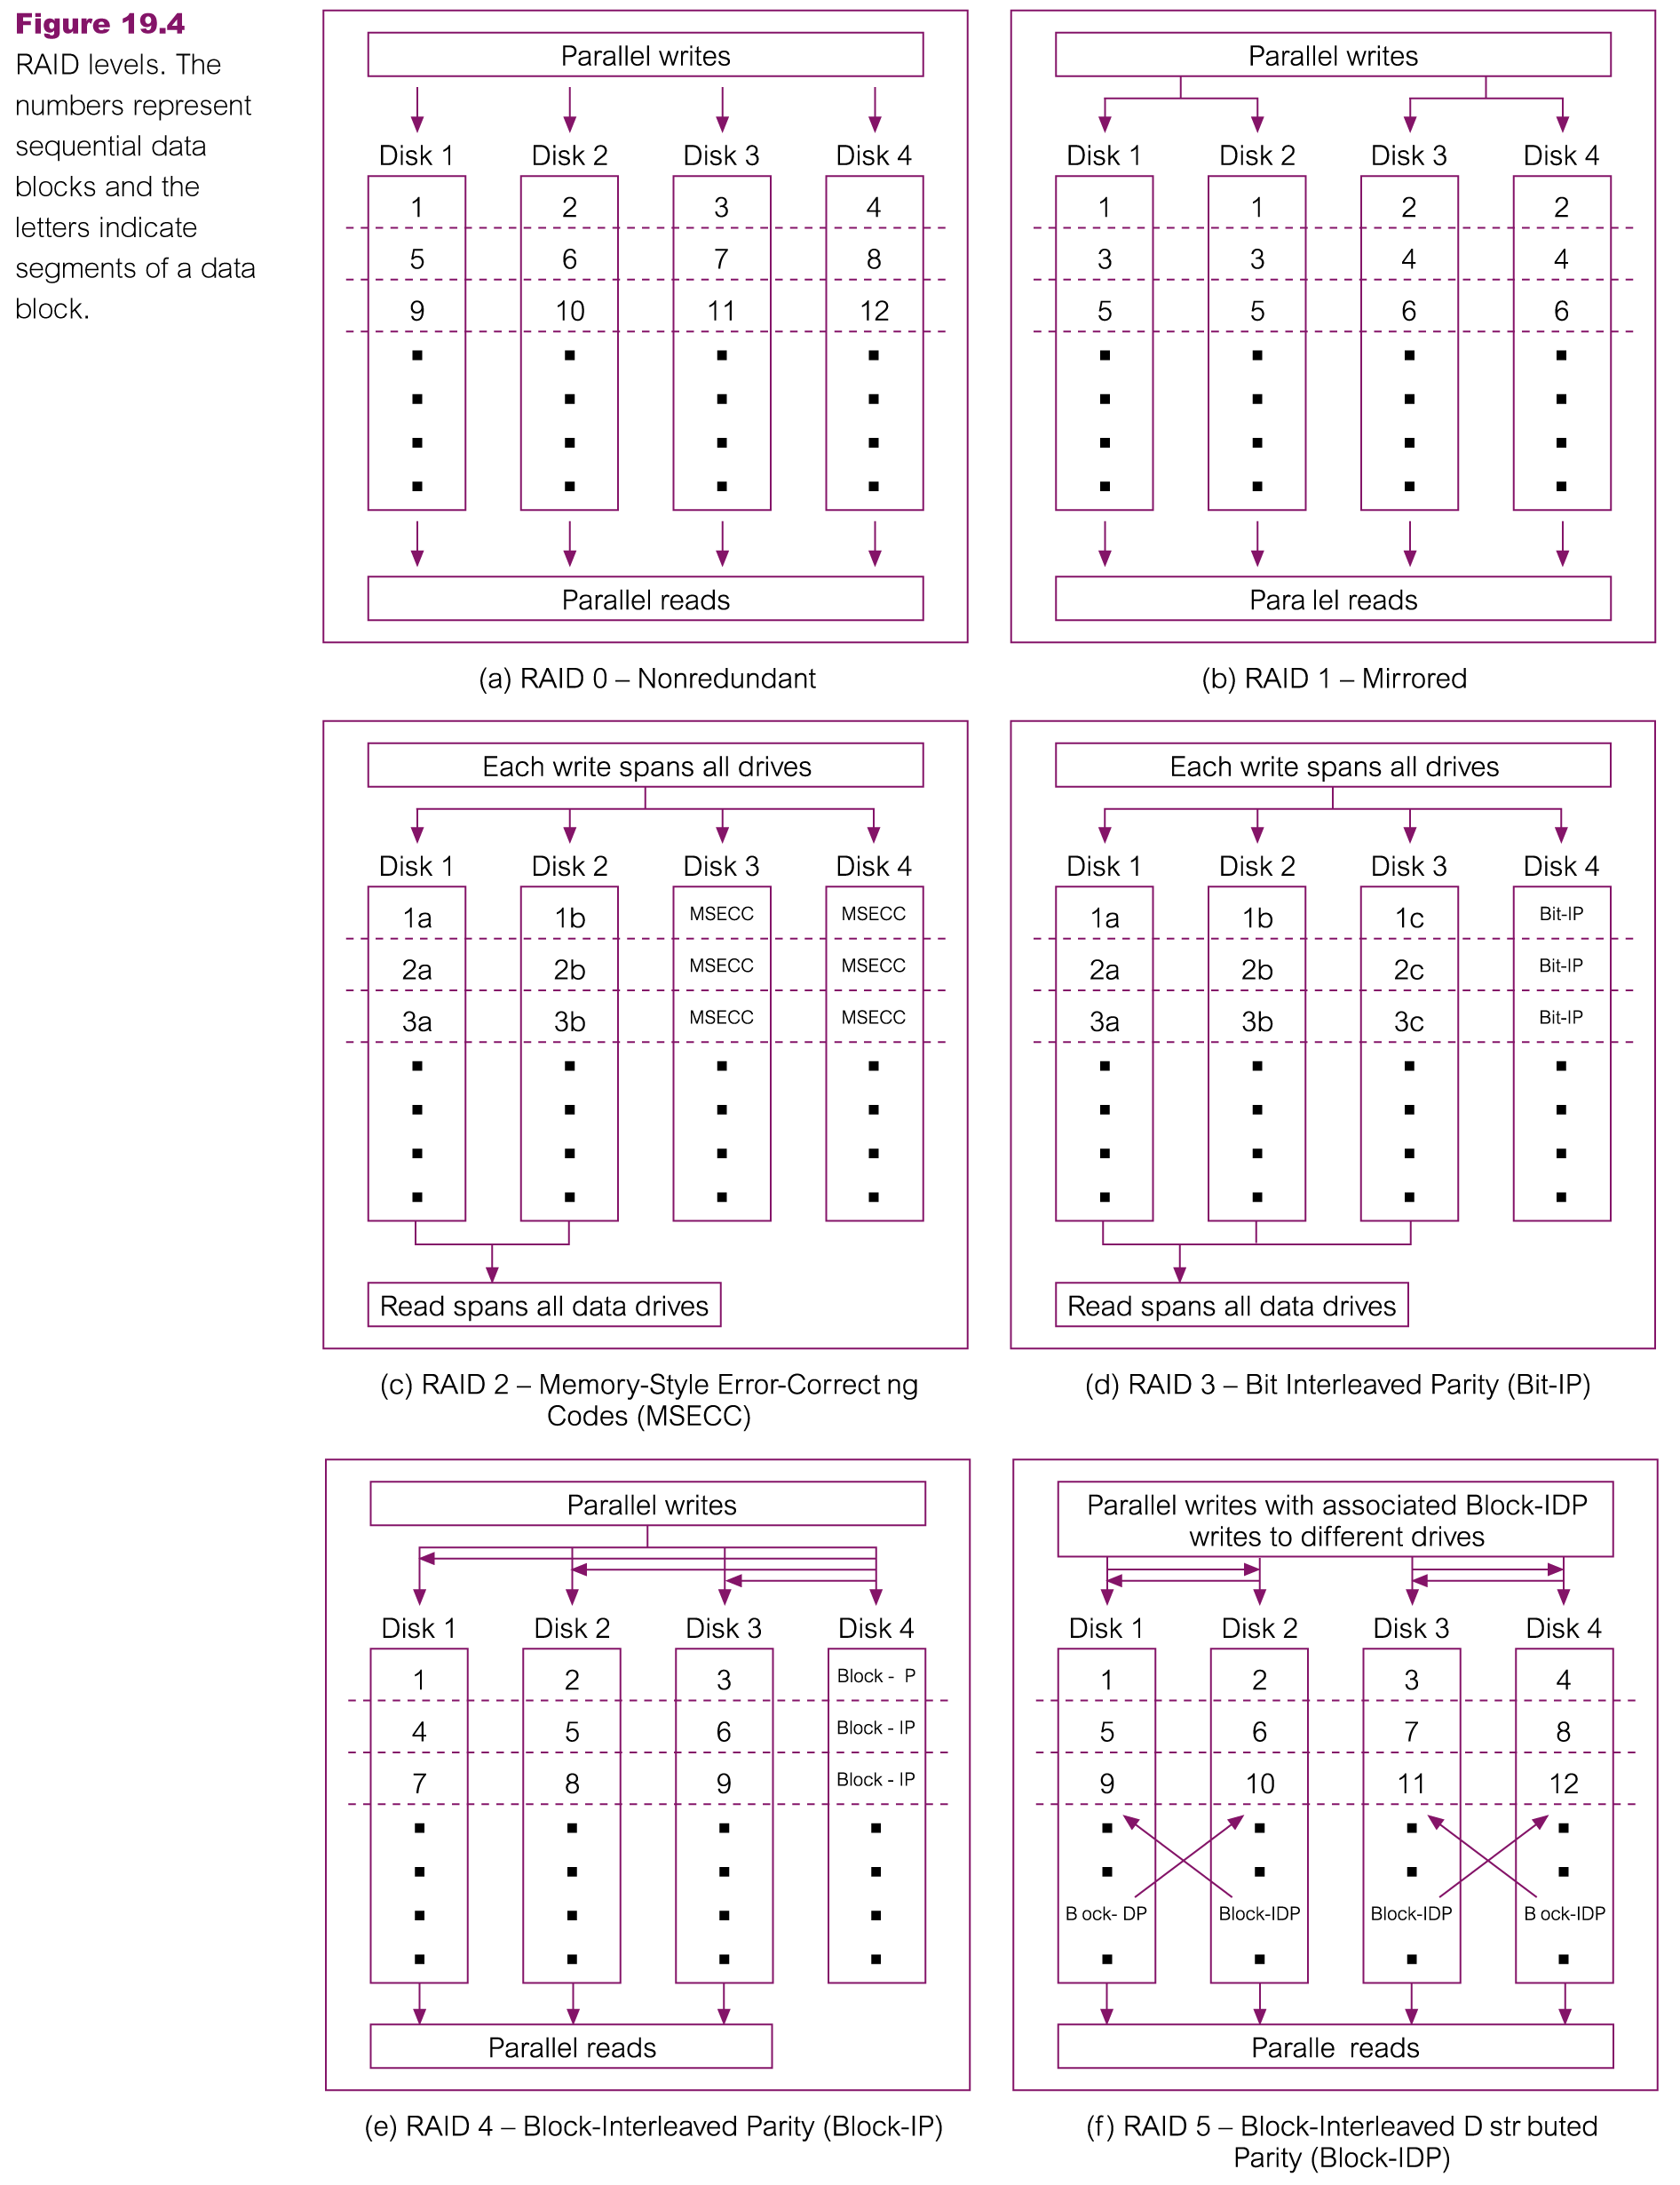 Figure 19.4
RAID levels. The
numbers represent
sequential data
blocks and the
letters indicate
segments of a data
block.
Parallel writes
Disk 1 Disk 2 Disk 3 Disk 4
1 2 3 4
5 6 7 8
9 10 11 12
Parallel reads
(a) RAID 0 – Nonredundant
Parallel writes
Disk 1 Disk 2 Disk 3 Disk 4
1 1 2 2
3 3 4 4
5 5 6 6
Para lel reads
(b) RAID 1 – Mirrored
Each write spans all drives
Disk 1 Disk 2 Disk 3 Disk 4
1a 1b MSECC MSECC
2a 2b MSECC MSECC
3a 3b MSECC MSECC
Read spans all data drives
(c) RAID 2 – Memory-Style Error-Correct ng
Codes (MSECC)
Each write spans all drives
Disk 1 Disk 2 Disk 3 Disk 4
1a 1b 1c Bit-IP
2a 2b 2c Bit-IP
3a 3b 3c Bit-IP
Read spans all data drives
(d) RAID 3 – Bit Interleaved Parity (Bit-IP)
Parallel writes
Disk 1 Disk 2 Disk 3 Disk 4
1 2 3 Block - P
4 5 6 Block - IP
7 8 9 Block - IP
Parallel reads
(e) RAID 4 – Block-Interleaved Parity (Block-IP)
Parallel writes with associated Block-IDP
writes to different drives
Disk 1 Disk 2 Disk 3 Disk 4
1 2 3 4
5 6 7 8
9 10 11 12
B ock- DP Block-IDP Block-IDP B ock-IDP
Paralle reads
(f) RAID 5 – Block-Interleaved D str buted
Parity (Block-IDP)